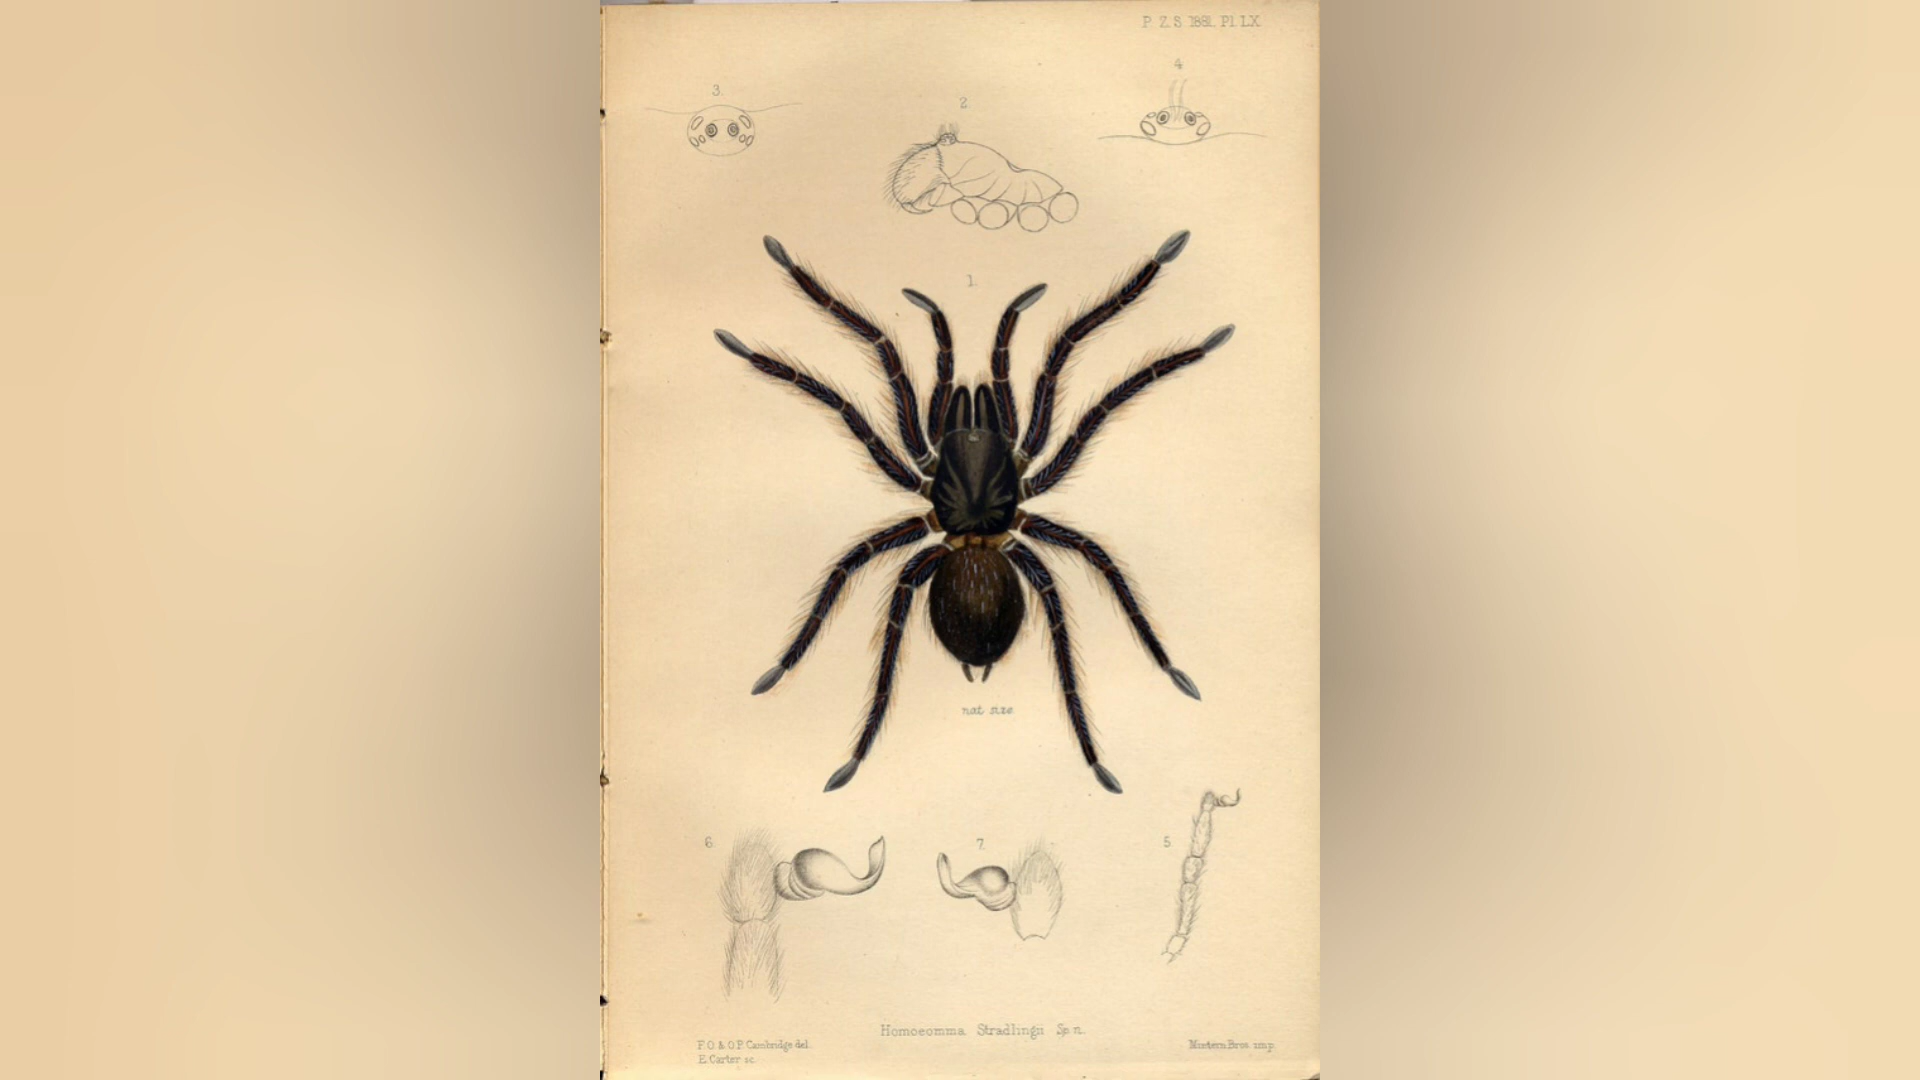 P. Z. S. 1881. Pl. LX.
4
3.
2.
1.
nat. size.
6.
7.
5.
Homoeomma Stradlingii Sp. n.
F.O. & O.P. Cambridge del.
E. Carter sc.
Mintern Bros. imp.